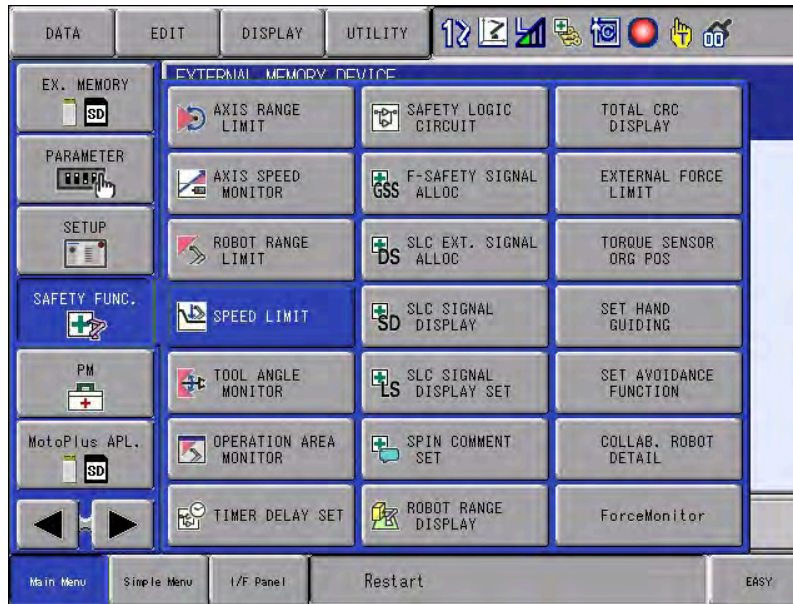 DATA
EDIT
DISPLAY
UTILITY
EX. MEMORY
SD
PARAMETER
SETUP
SAFETY FUNC.
PM
MotoPlus APL.
SD
EXTERNAL MEMORY DEVICE
AXIS RANGE
LIMIT
AXIS SPEED
MONITOR
ROBOT RANGE
LIMIT
SPEED LIMIT
TOOL ANGLE
MONITOR
OPERATION AREA
MONITOR
TIMER DELAY SET
SAFETY LOGIC
CIRCUIT
GSS
F-SAFETY SIGNAL
ALLOC
DS
SLC EXT. SIGNAL
ALLOC
SD
SLC SIGNAL
DISPLAY
LS
SLC SIGNAL
DISPLAY SET
SPIN COMMENT
SET
ROBOT RANGE
DISPLAY
TOTAL CRC
DISPLAY
EXTERNAL FORCE
LIMIT
TORQUE SENSOR
ORG POS
SET HAND
GUIDING
SET AVOIDANCE
FUNCTION
COLLAB. ROBOT
DETAIL
ForceMonitor
Main Menu
Simple Menu
I/F Panel
Restart
EASY